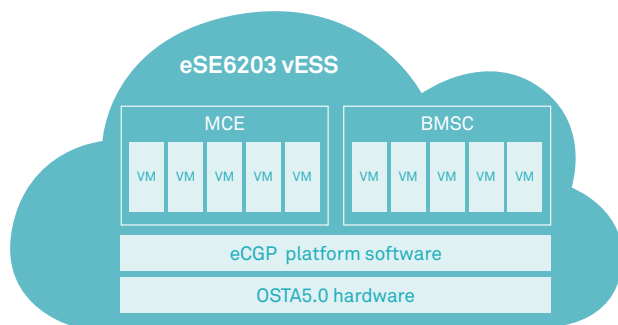 eSE6203 vESS
MCE
BMSC
VM VM VM VM VM
VM VM VM VM VM
eCGP platform software
OSTA5.0 hardware